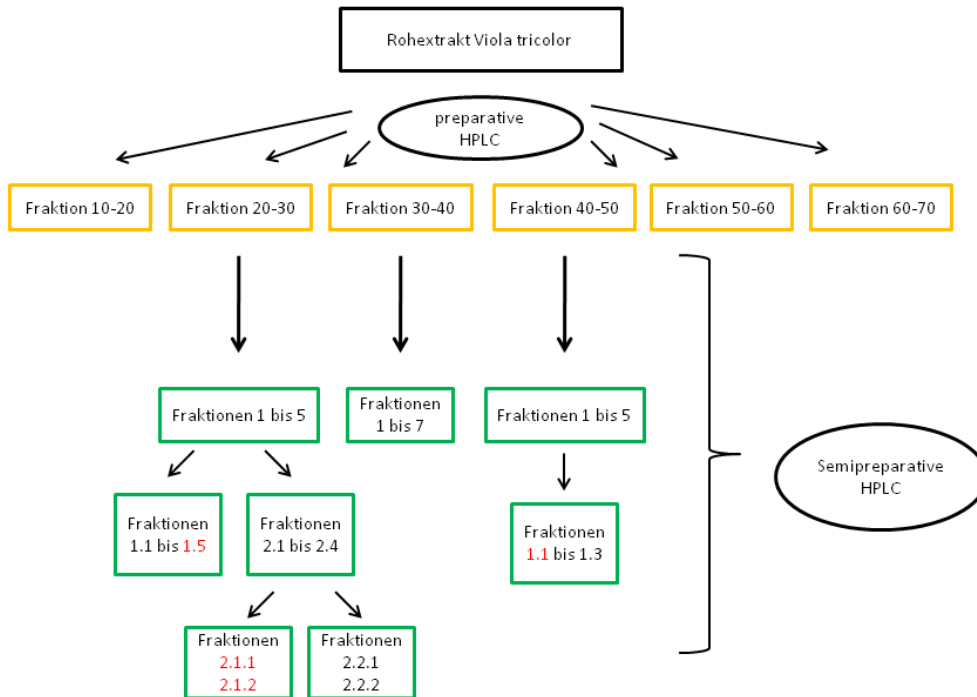 Rohextrakt Viola tricolor
preparative
HPLC
Fraktion 10-20
Fraktion 20-30
Fraktion 30-40
Fraktion 40-50
Fraktion 50-60
Fraktion 60-70
Fraktionen 1 bis 5
Fraktionen
1 bis 7
Fraktionen 1 bis 5
Semipreparative
HPLC
Fraktionen
1.1 bis 1.5
Fraktionen
2.1 bis 2.4
Fraktionen
1.1 bis 1.3
Fraktionen
2.1.1
2.1.2
Fraktionen
2.2.1
2.2.2